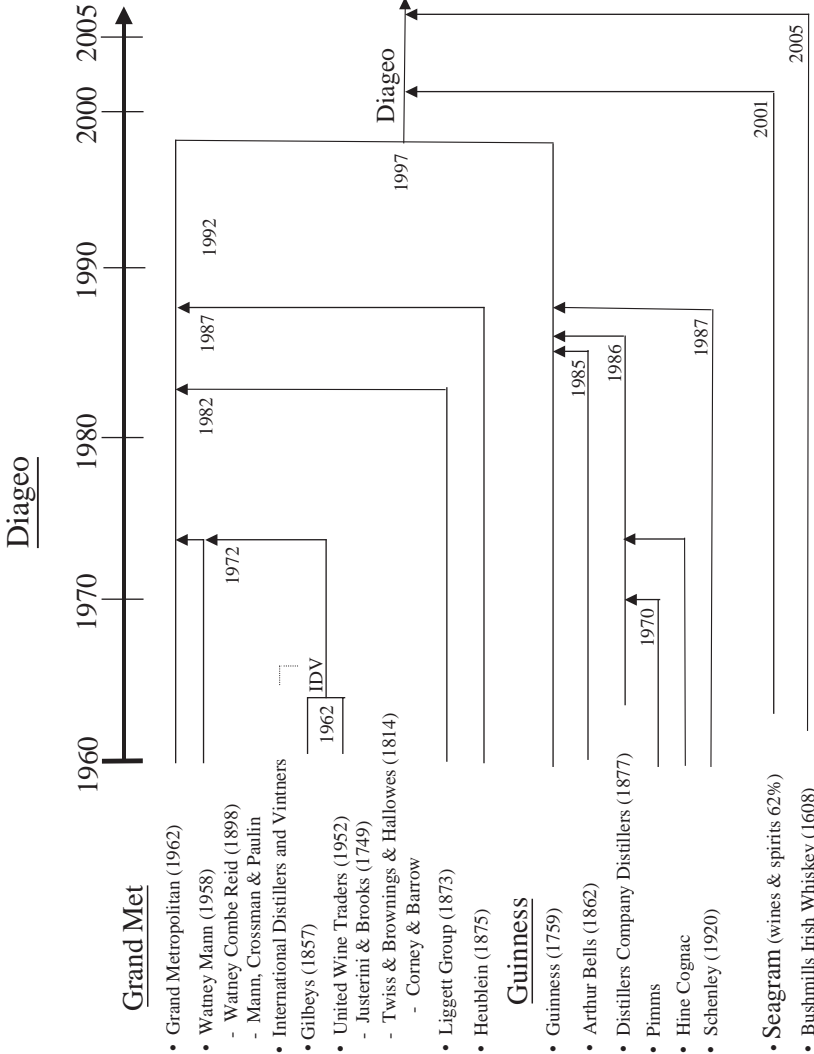 Diageo
1960 1970 1980 1990 2000 2005
Grand Met
• Grand Metropolitan (1962)
• Watney Mann (1958)
- Watney Combe Reid (1898)
- Mann, Crossman & Paulin
• International Distillers and Vintners
• Gilbeys (1857)
• United Wine Traders (1952)
- Justerini & Brooks (1749)
- Twiss & Brownings & Hallowes (1814)
- Corney & Barrow
• Liggett Group (1873)
• Heublein (1875)
1962
IDV
1972
1982
1987
1992
1997
Diageo
Guinness
• Guinness (1759)
• Arthur Bells (1862)
• Distillers Company Distillers (1877)
• Pimms
• Hine Cognac
• Schenley (1920)
1970
1985
1986
1987
• Seagram (wines & spirits 62%)
2001
• Bushmills Irish Whiskey (1608)
2005